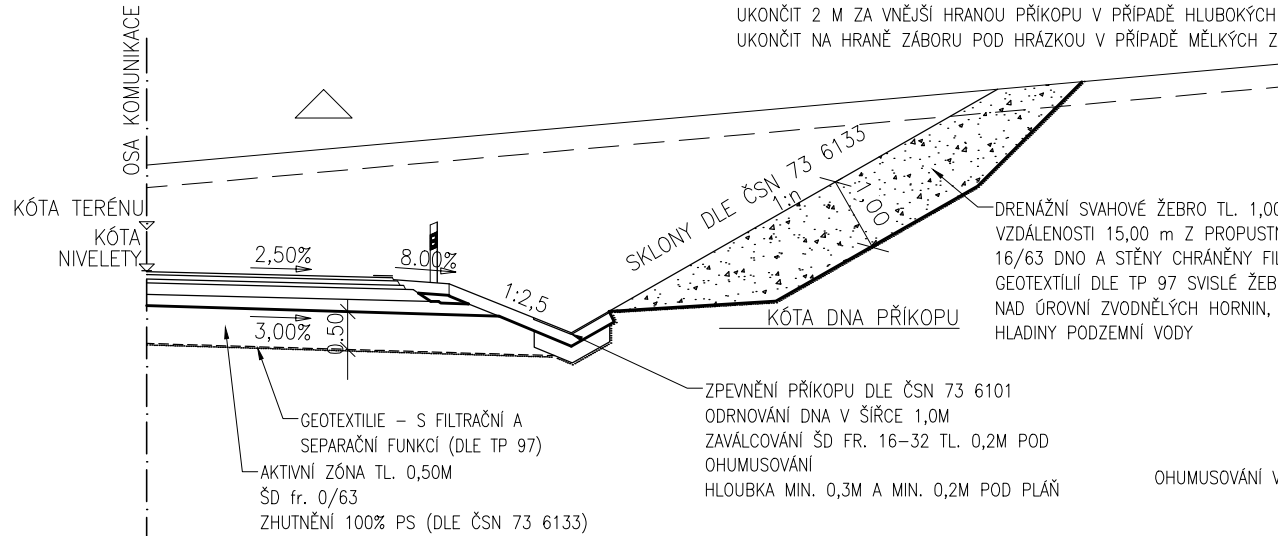 UKONČIT 2 M ZA VNĚJŠÍ HRANOU PŘÍKOPU V PŘÍPADĚ HLUBOKÝCH
UKONČIT NA HRANĚ ZÁBORU POD HRÁZKOU V PŘÍPADĚ MĚLKÝCH Z
OSA KOMUNIKACE
KÓTA TERÉNU
KÓTA
NIVELETY
2,50%
8.00%
1:2,5
3,00%
0.50
SKLONY DLE ČSN 73 6133
1:n
1,00
DRENÁŽNÍ SVAHOVÉ ŽEBRO TL. 1,00
VZDÁLENOSTI 15,00 m Z PROPUSTN
16/63 DNO A STĚNY CHRÁNĚNY FIL
GEOTEXTÍLIÍ DLE TP 97 SVISLÉ ŽEB
NAD ÚROVNÍ ZVODNĚLÝCH HORNIN,
HLADINY PODZEMNÍ VODY
KÓTA DNA PŘÍKOPU
ZPEVNĚNÍ PŘÍKOPU DLE ČSN 73 6101
ODRNOVÁNÍ DNA V ŠÍŘCE 1,0M
ZAVÁLCOVÁNÍ ŠD FR. 16-32 TL. 0,2M POD
OHUMUSOVÁNÍ
HLOUBKA MIN. 0,3M A MIN. 0,2M POD PLÁŇ
GEOTEXTILIE - S FILTRAČNÍ A
SEPARAČNÍ FUNKCÍ (DLE TP 97)
AKTIVNÍ ZÓNA TL. 0,50M
ŠD fr. 0/63
ZHUTNĚNÍ 100% PS (DLE ČSN 73 6133)
OHUMUSOVÁNÍ V